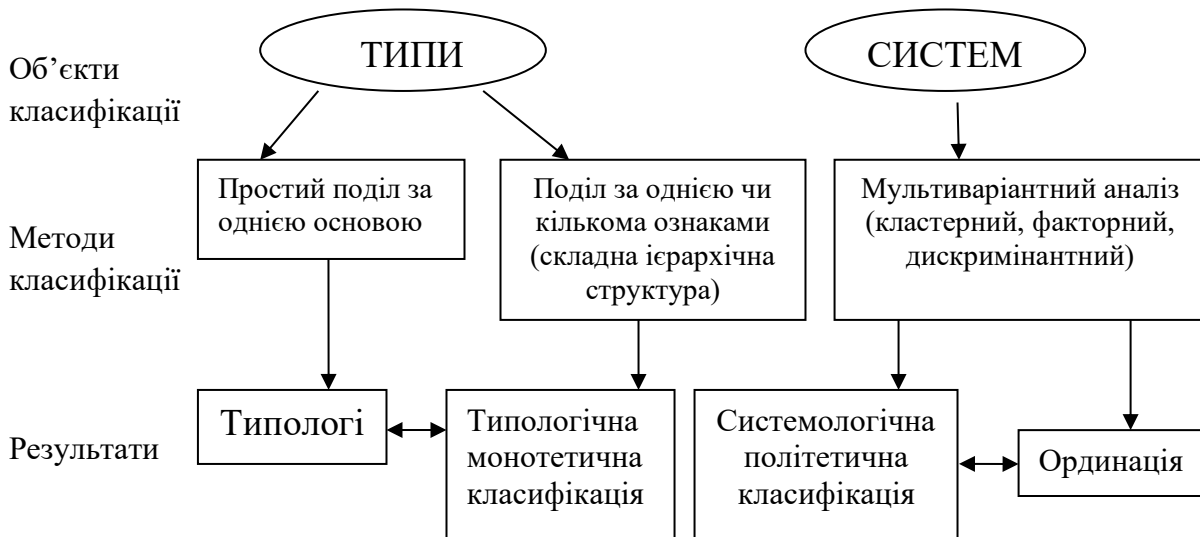 Об’єкти
класифікації
ТИПИ
СИСТЕМ
Методи
класифікації
Простий поділ за
однією основою
Поділ за однією чи
кількома ознаками
(складна ієрархічна
структура)
Мультиваріантний аналіз
(кластерний, факторний,
дискримінантний)
Результати
Типологі
Типологічна
монотетична
класифікація
Системологічна
політетична
класифікація
Ординація